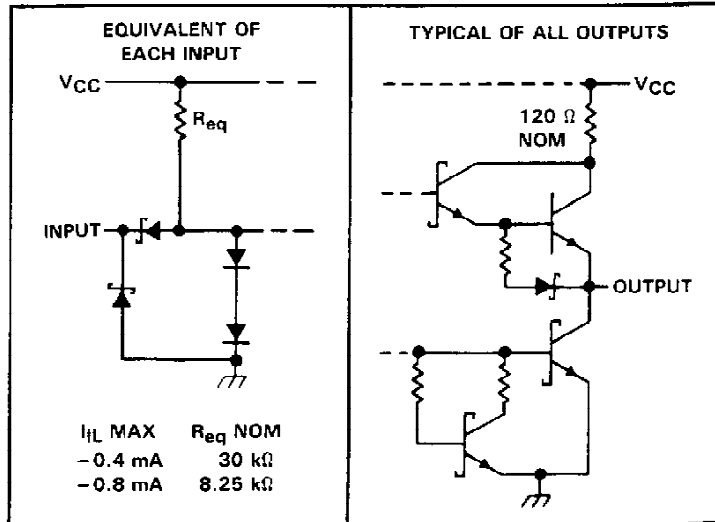 EQUIVALENT OF
EACH INPUT
VCC
Req
INPUT
IIL MAX Req NOM
-0.4 mA 30 kΩ
-0.8 mA 8.25 kΩ
TYPICAL OF ALL OUTPUTS
VCC
120 Ω
NOM
OUTPUT